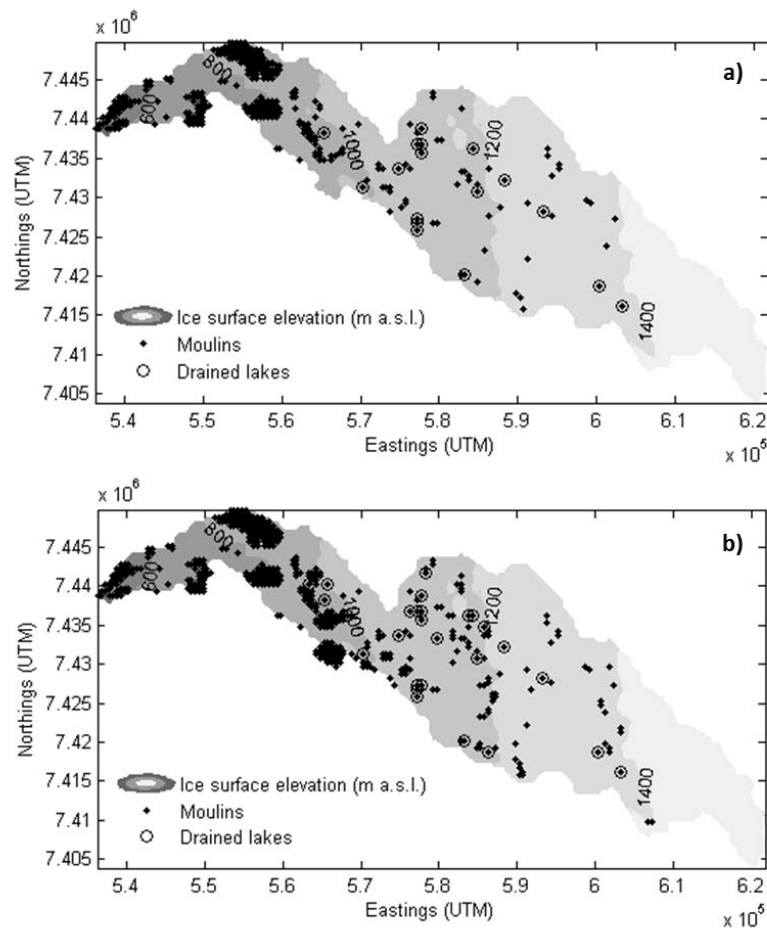 x 10⁶
a)
7.445
7.44
7.435
7.43
7.425
7.42
7.415
7.41
7.405
Northings (UTM)
800
600
1000
1200
1400
Ice surface elevation (m a.s.l.)
Moulins
Drained lakes
5.4 5.5 5.6 5.7 5.8 5.9 6 6.1 6.2
Eastings (UTM)
x 10⁵
x 10⁶
b)
7.445
7.44
7.435
7.43
7.425
7.42
7.415
7.41
7.405
Northings (UTM)
800
600
1000
1200
1400
Ice surface elevation (m a.s.l.)
Moulins
Drained lakes
5.4 5.5 5.6 5.7 5.8 5.9 6 6.1 6.2
Eastings (UTM)
x 10⁵